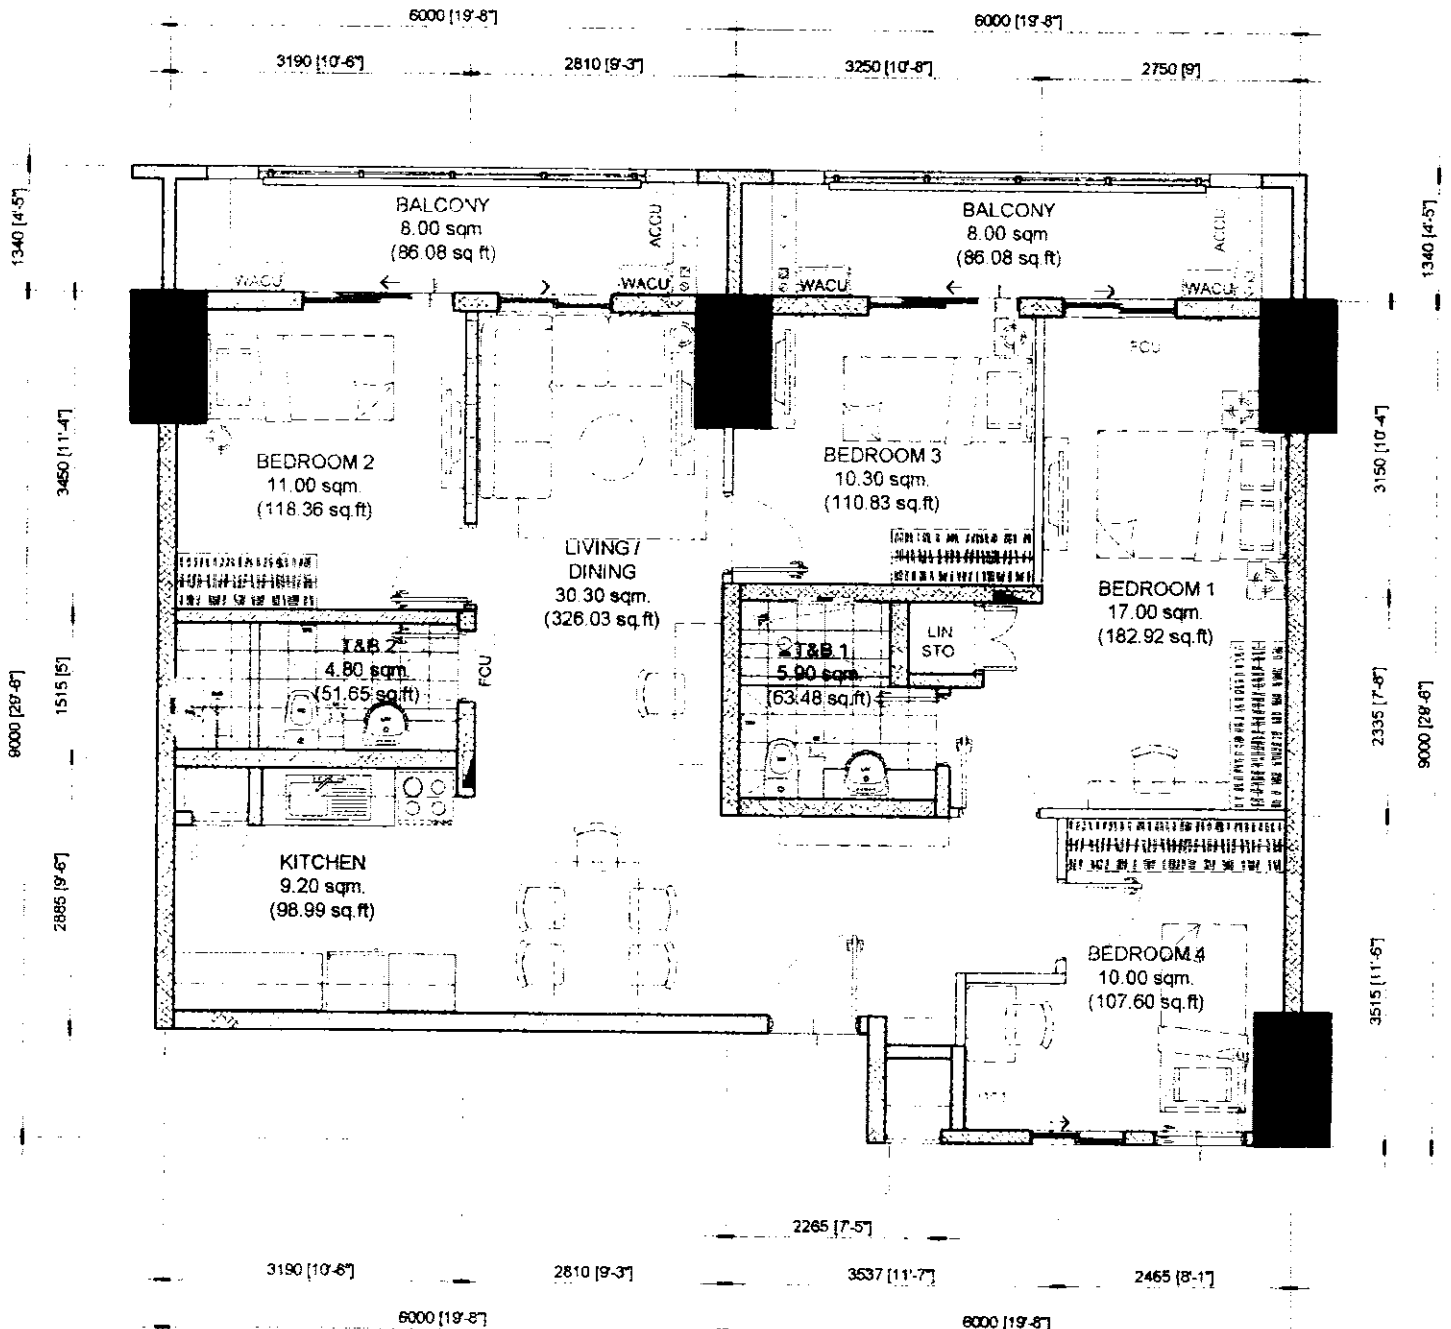 6000 [19'-8"]
6000 [19'-8"]
3190 [10'-6"]
2810 [9'-3"]
3250 [10'-8"]
2750 [9']
1340 [4'-5"]
1340 [4'-5"]
BALCONY
8.00 sqm
(86.08 sq ft)
ACCU
BALCONY
8.00 sqm
(86.08 sq ft)
ACCU
WACU
WACU
WACU
WACU
FCU
3450 [11'-4"]
3150 [10'-4"]
BEDROOM 2
11.00 sqm.
(118.36 sq.ft)
BEDROOM 3
10.30 sqm.
(110.83 sq.ft)
LIVING /
DINING
30.30 sqm.
(326.03 sq.ft)
BEDROOM 1
17.00 sqm.
(182.92 sq.ft)
LIN
STO
T&B 2
4.80 sqm.
(51.65 sq.ft)
FCU
T&B 1
5.90 sqm.
(63.48 sq.ft)
9000 [29'-6"]
1515 [5']
2335 [7'-8"]
9000 [29'-6"]
KITCHEN
9.20 sqm.
(98.99 sq.ft)
2885 [9'-6"]
BEDROOM 4
10.00 sqm.
(107.60 sq.ft)
3515 [11'-6"]
2265 [7'-5"]
3190 [10'-6"]
2810 [9'-3"]
3537 [11'-7"]
2465 [8'-1"]
6000 [19'-8"]
6000 [19'-8"]